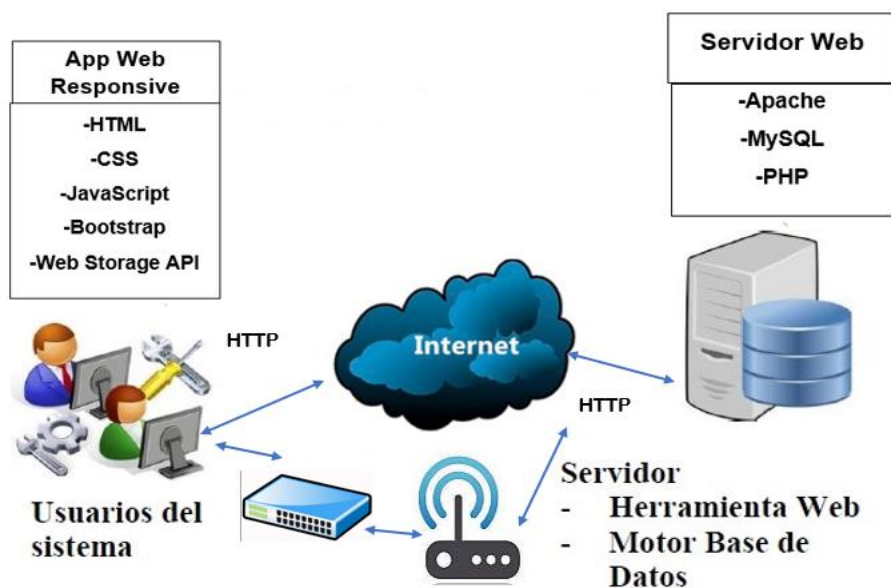 App Web
Responsive
-HTML
-CSS
-JavaScript
-Bootstrap
-Web Storage API
Servidor Web
-Apache
-MySQL
-PHP
HTTP
Internet
HTTP
Usuarios del
sistema
Servidor
- Herramienta Web
- Motor Base de
Datos